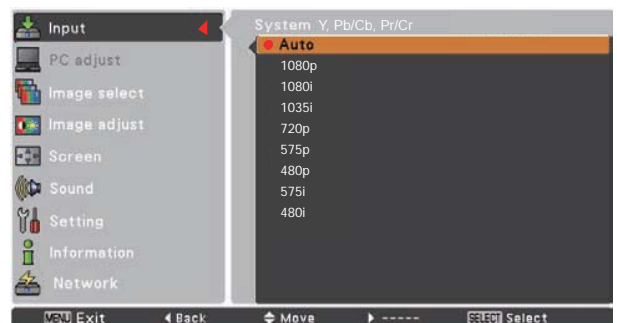 Input
PC adjust
Image select
Image adjust
Screen
Sound
Setting
Information
Network
System Y, Pb/Cb, Pr/Cr
Auto
1080p
1080i
1035i
720p
575p
480p
575i
480i
MENU Exit Back Move ----- SELECT Select